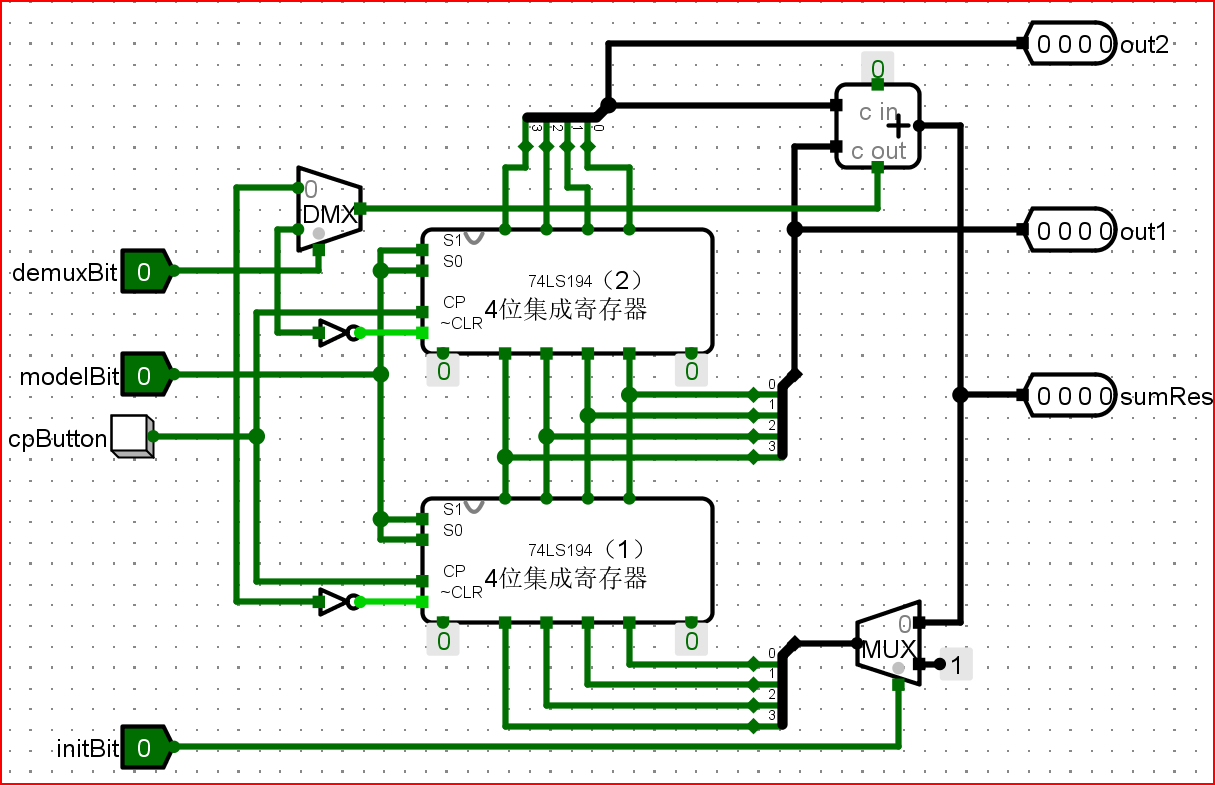 0 0 0 0 out2
0
c in
+
c out
3 2 1 0
0
DMX
S1
S0
0 0 0 0 out1
demuxBit 0
74LS194（2）
CP
4位集成寄存器
~CLR
0
0
modelBit 0
0
1
2
3
0 0 0 0 sumRes
cpButton
S1
S0
74LS194（1）
CP
4位集成寄存器
~CLR
0
0
0
1
2
3
0
MUX
1
initBit 0